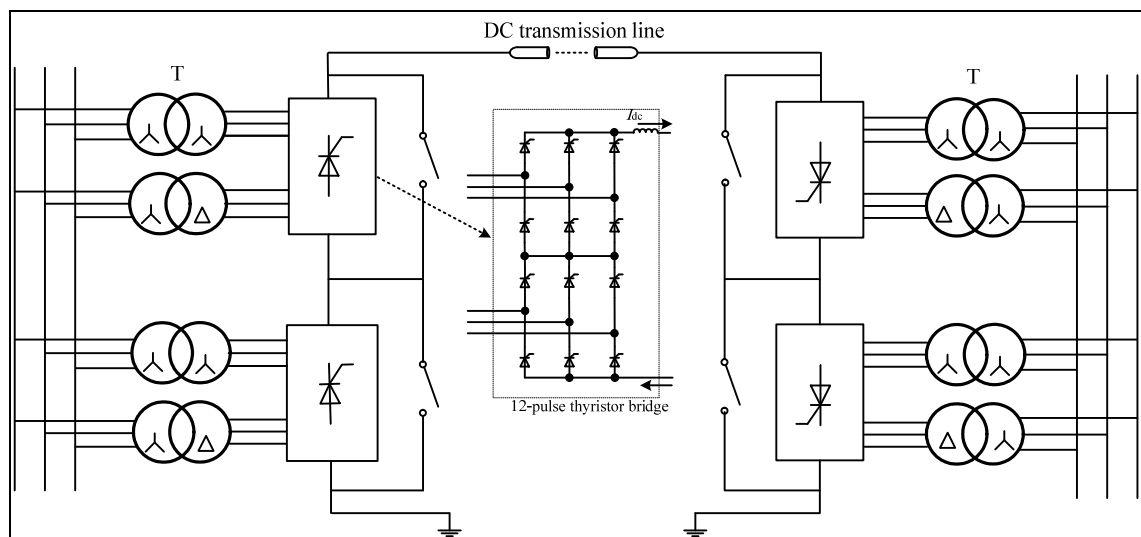 DC transmission line
T
T
Idc
12-pulse thyristor bridge